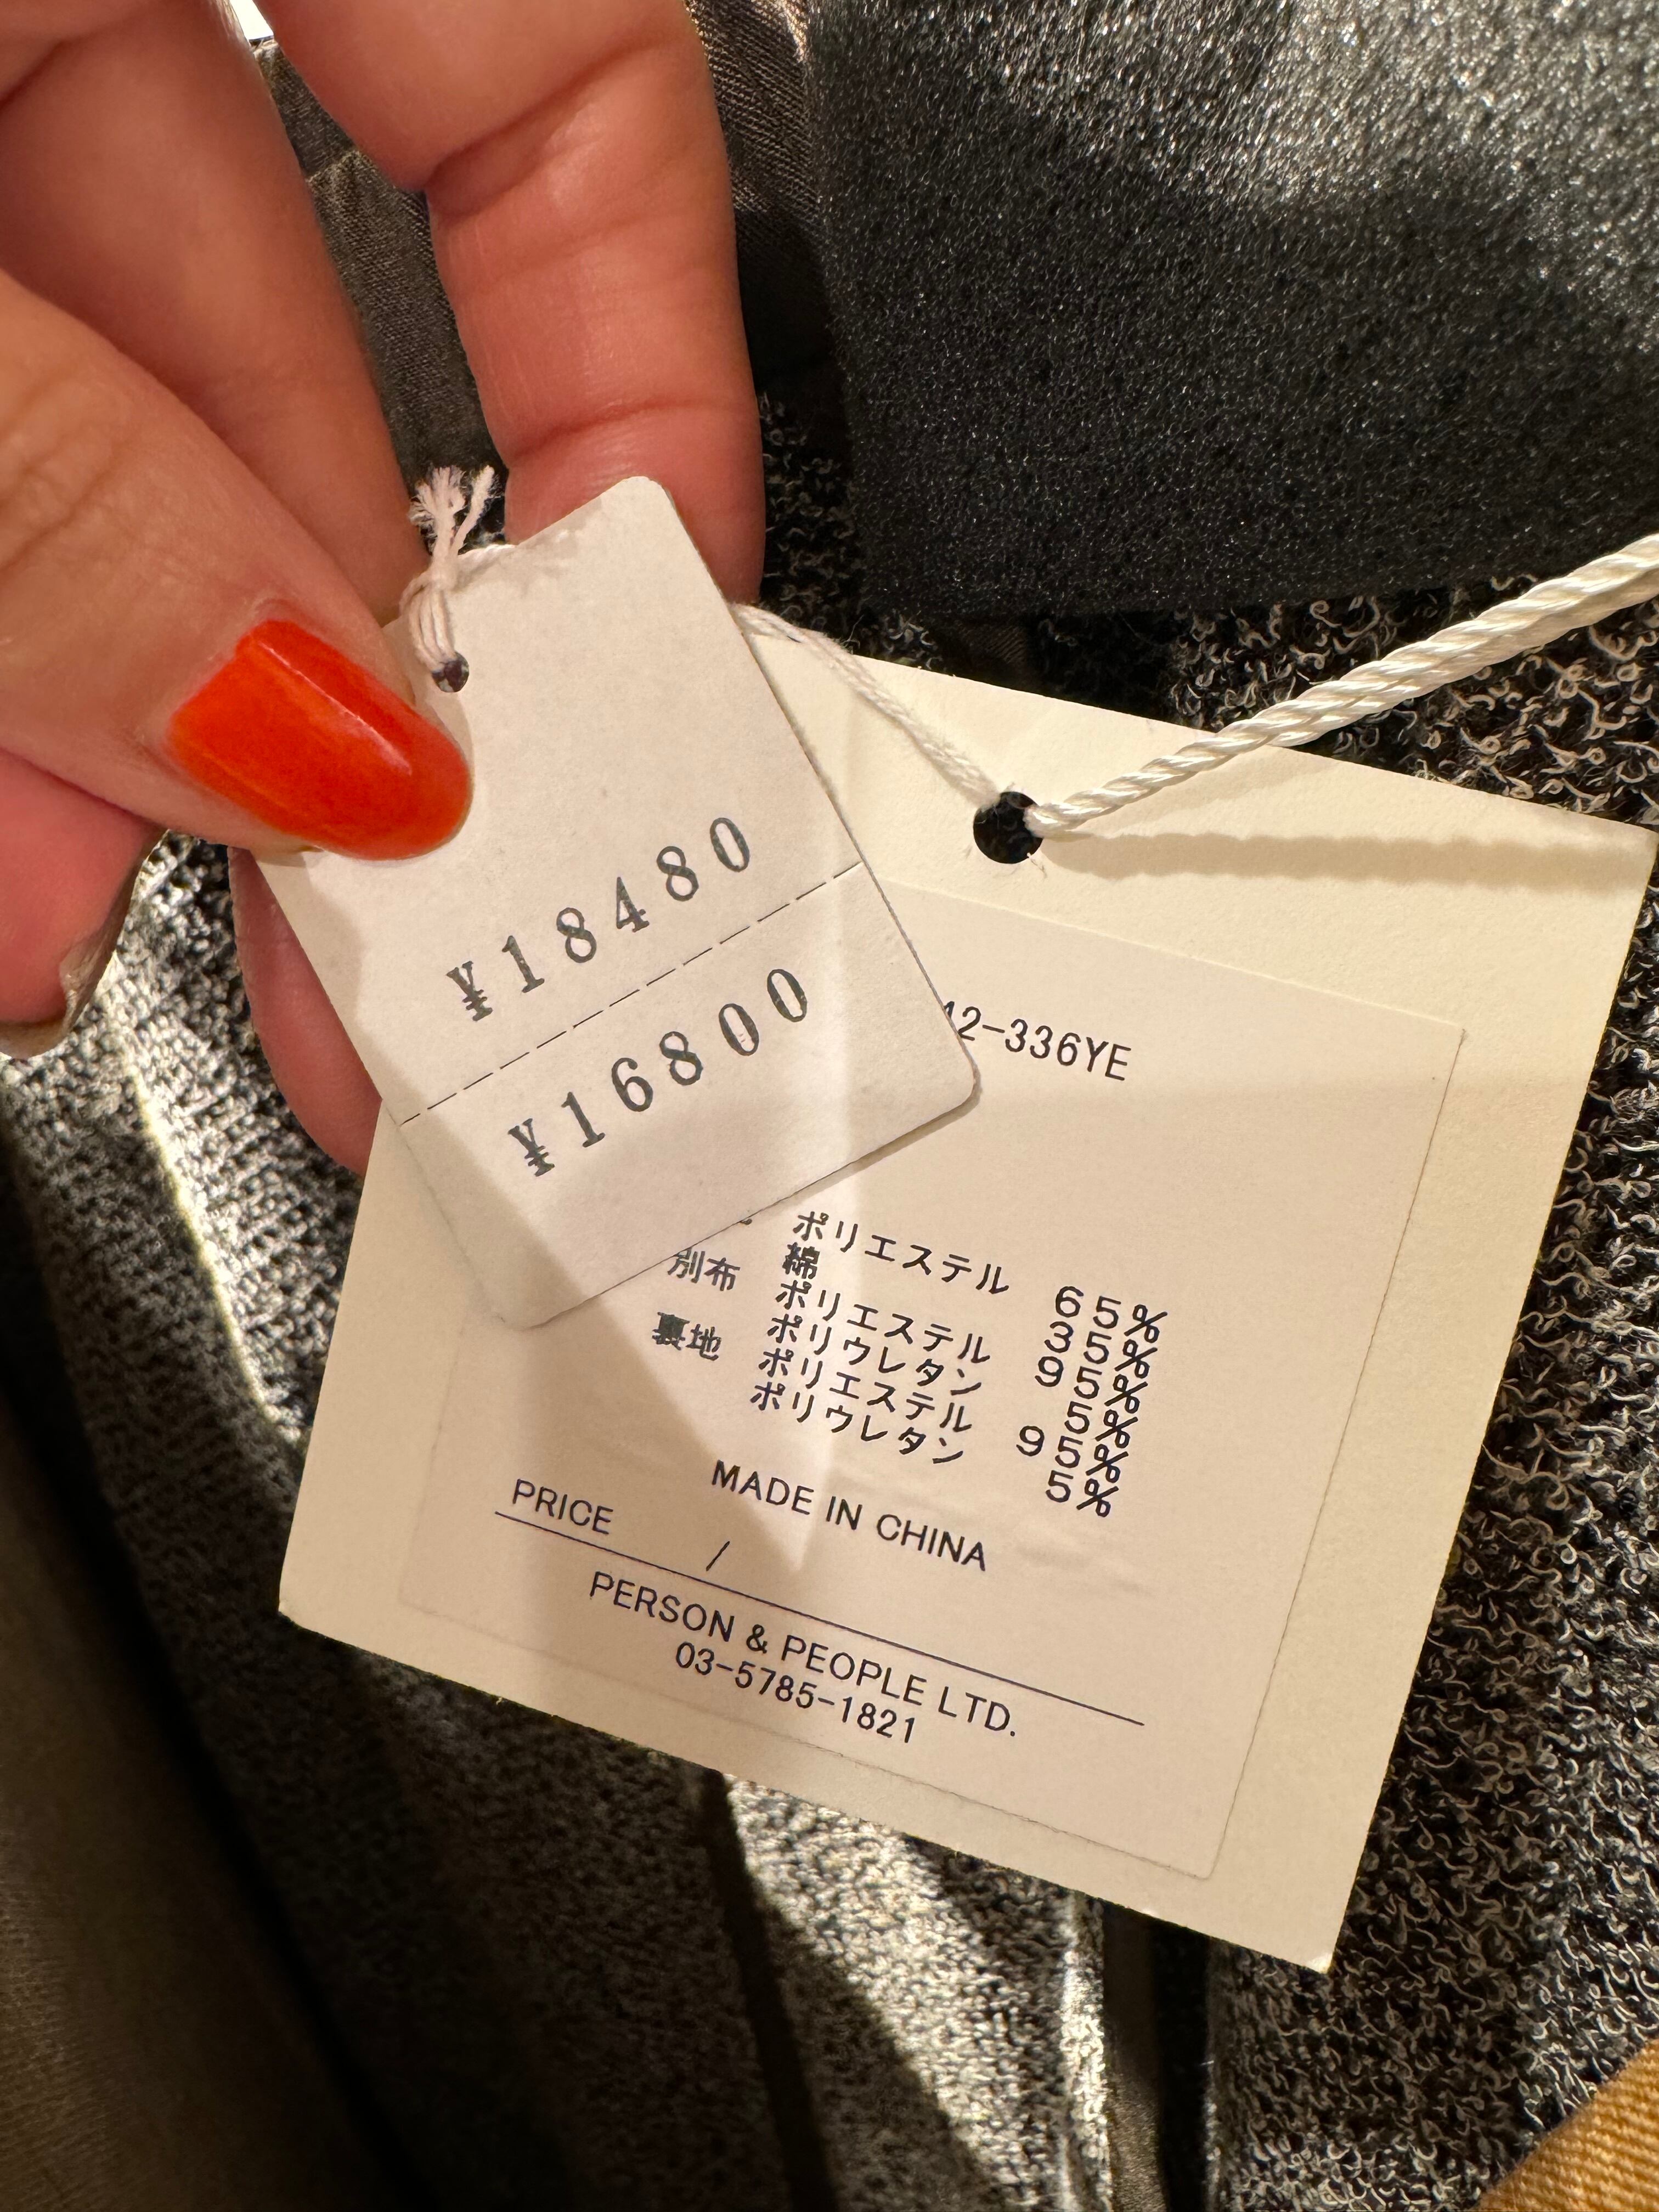 ¥18480
¥16800
42-336YE
ポリエステル 65%
綿 35%
別布 ポリエステル 95%
ポリウレタン 5%
裏地 ポリエステル 95%
ポリウレタン 5%
MADE IN CHINA
PRICE /
PERSON & PEOPLE LTD.
03-5785-1821